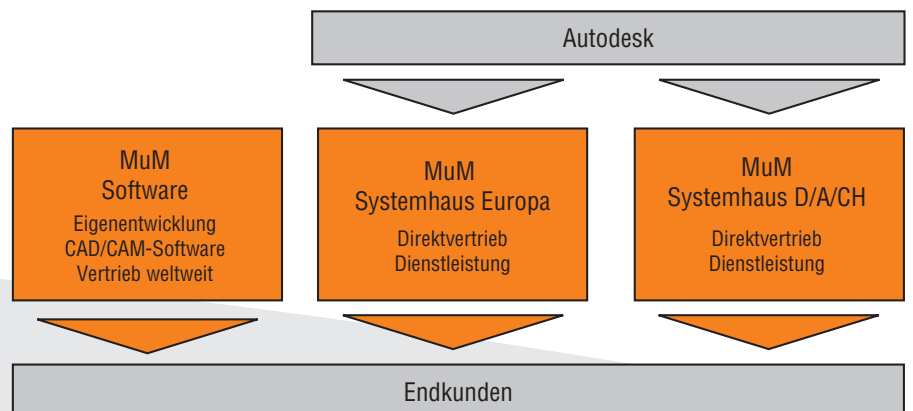 Autodesk
MuM
Software
Eigenentwicklung
CAD/CAM-Software
Vertrieb weltweit
MuM
Systemhaus Europa
Direktvertrieb
Dienstleistung
MuM
Systemhaus D/A/CH
Direktvertrieb
Dienstleistung
Endkunden